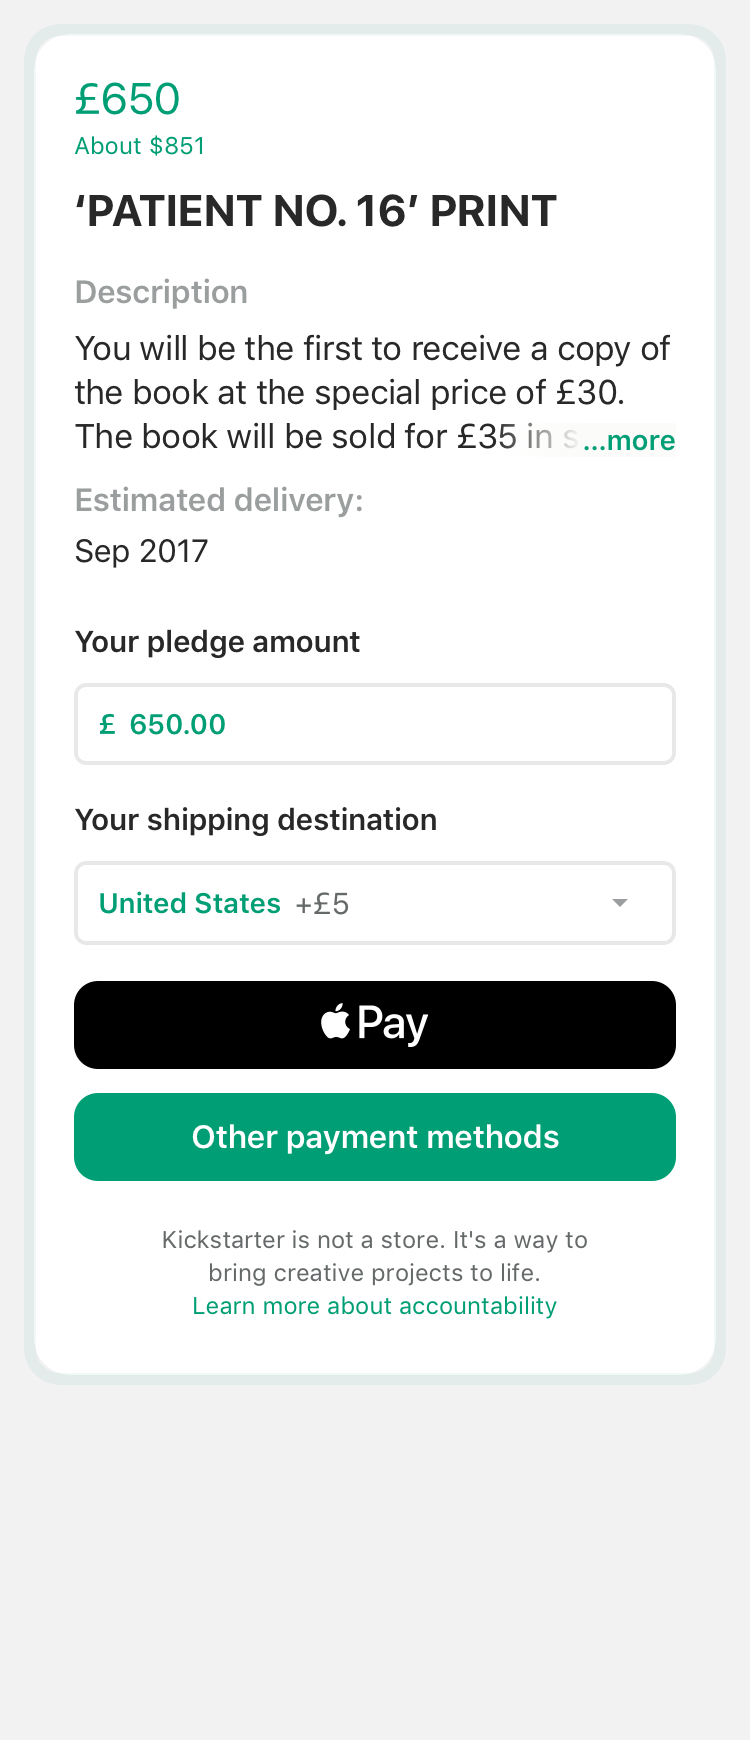 £650
About $851
‘PATIENT NO. 16’ PRINT
Description
You will be the first to receive a copy of
the book at the special price of £30.
The book will be sold for £35 in s...more
Estimated delivery:
Sep 2017
Your pledge amount
£ 650.00
Your shipping destination
United States +£5
Pay
Other payment methods
Kickstarter is not a store. It's a way to
bring creative projects to life.
Learn more about accountability